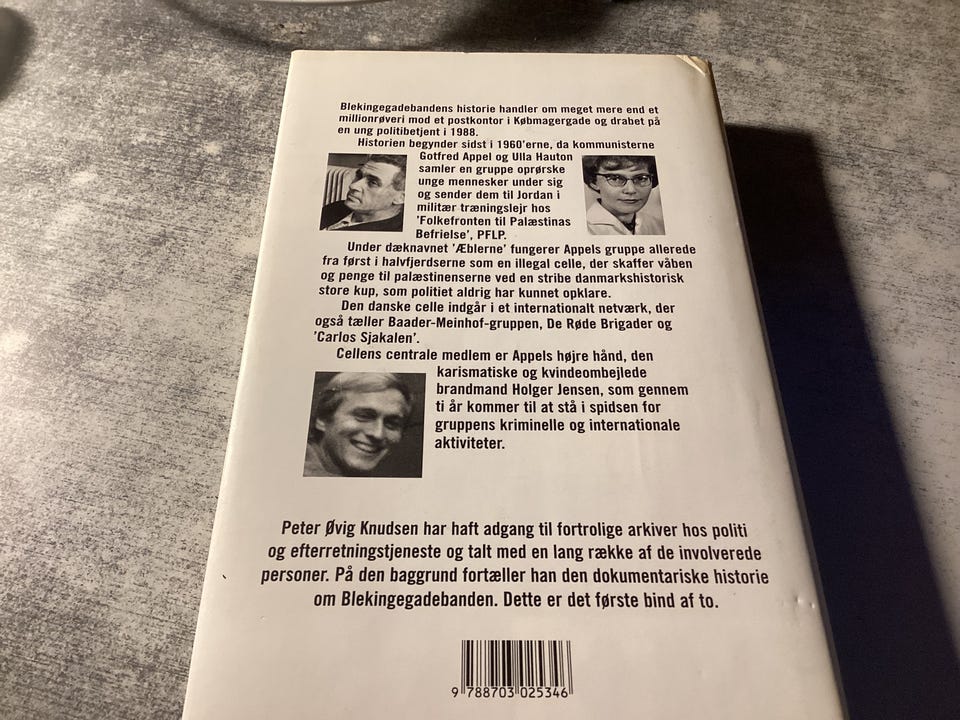 Blekingegadebandens historie handler om meget mere end et
millionrøveri mod et postkontor i Købmagergade og drabet på
en ung politibetjent i 1988.
Historien begynder sidst i 1960'erne, da kommunisterne
Gotfred Appel og Ulla Hauton
samler en gruppe oprørske
unge mennesker under sig
og sender dem til Jordan i
militær træningslejr hos
'Folkefronten til Palæstinas
Befrielse', PFLP.
Under dæknavnet 'Æblerne' fungerer Appels gruppe allerede
fra først i halvfjerdserne som en illegal celle, der skaffer våben
og penge til palæstinenserne ved en stribe danmarkshistorisk
store kup, som politiet aldrig har kunnet opklare.
Den danske celle indgår i et internationalt netværk, der
også tæller Baader-Meinhof-gruppen, De Røde Brigader og
'Carlos Sjakalen'.
Cellens centrale medlem er Appels højre hånd, den
karismatiske og kvindeombejlede
brandmand Holger Jensen, som gennem
ti år kommer til at stå i spidsen for
gruppens kriminelle og internationale
aktiviteter.
Peter Øvig Knudsen har haft adgang til fortrolige arkiver hos politi
og efterretningstjeneste og talt med en lang række af de involverede
personer. På den baggrund fortæller han den dokumentariske historie
om Blekingegadebanden. Dette er det første bind af to.
9 788703 025346